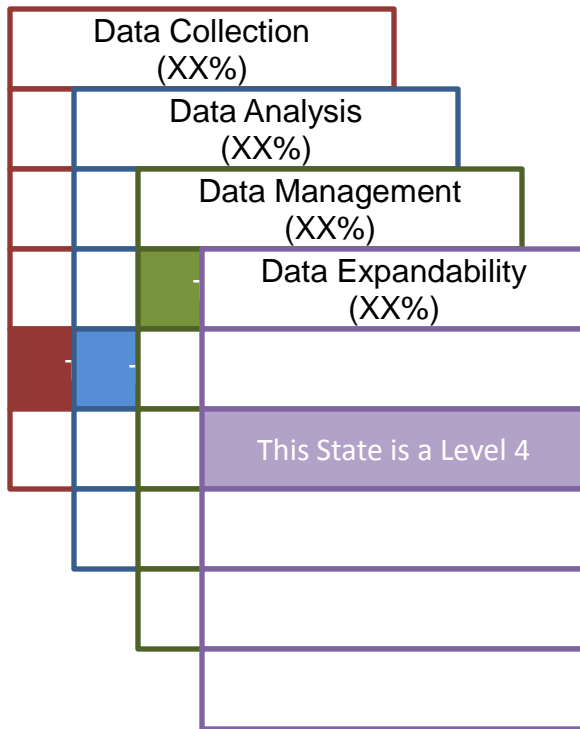 Data Collection
(XX%)
Data Analysis
(XX%)
Data Management
(XX%)
Data Expandability
(XX%)
This State is a Level 4